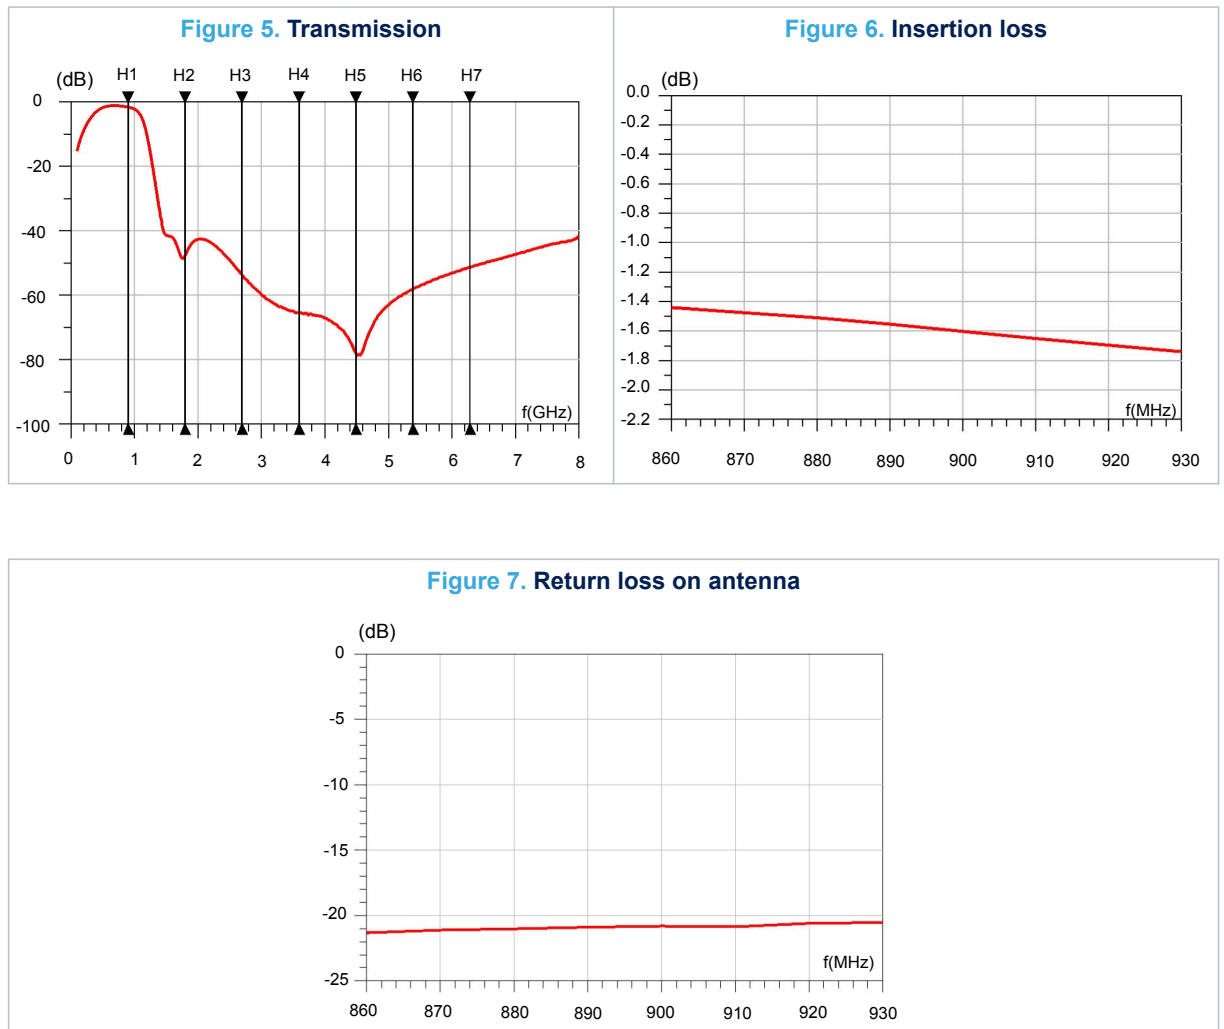 Figure 5. Transmission
(dB)
H1 H2 H3 H4 H5 H6 H7
0
-20
-40
-60
-80
-100
f(GHz)
0 1 2 3 4 5 6 7 8
Figure 6. Insertion loss
(dB)
0.0
-0.2
-0.4
-0.6
-0.8
-1.0
-1.2
-1.4
-1.6
-1.8
-2.0
-2.2
f(MHz)
860 870 880 890 900 910 920 930
Figure 7. Return loss on antenna
(dB)
0
-5
-10
-15
-20
-25
f(MHz)
860 870 880 890 900 910 920 930